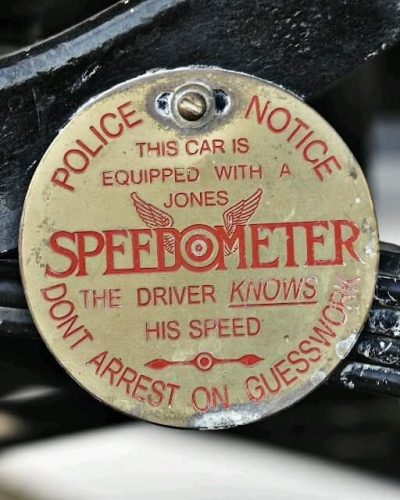 POLICE NOTICE
THIS CAR IS
EQUIPPED WITH A
JONES
SPEEDOMETER
THE DRIVER KNOWS
HIS SPEED
DONT ARREST ON GUESSWORK